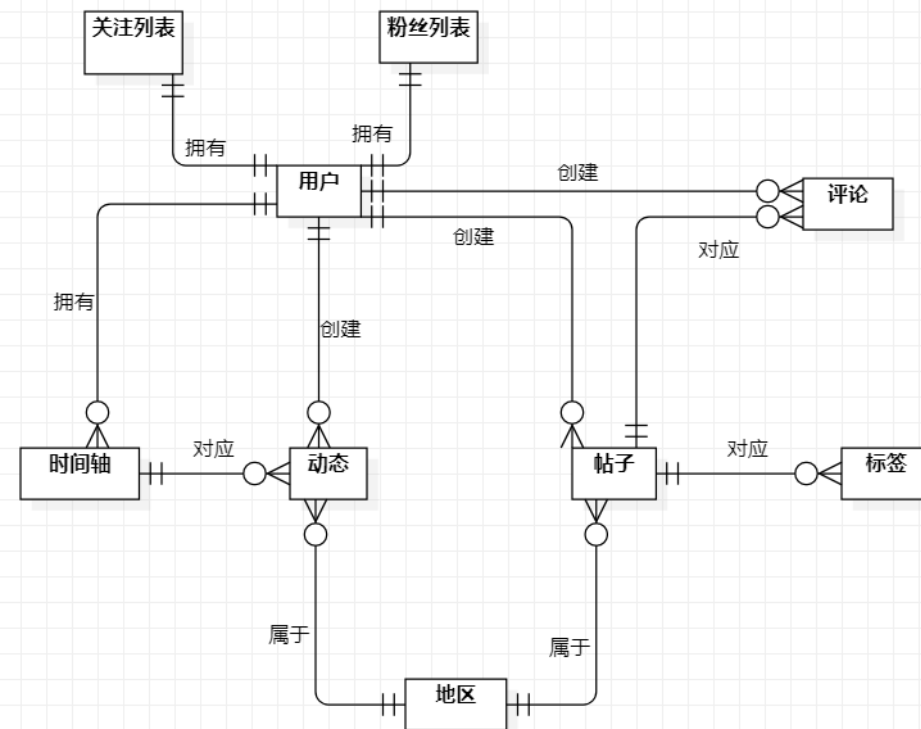 关注列表
粉丝列表
拥有
拥有
用户
创建
评论
创建
对应
拥有
创建
时间轴
对应
动态
帖子
对应
标签
属于
属于
地区